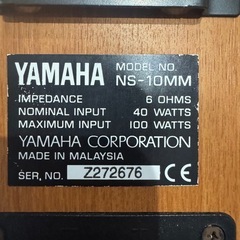 YAMAHA MODEL NO. NS-10MM
IMPEDANCE 6 OHMS
NOMINAL INPUT 40 WATTS
MAXIMUM INPUT 100 WATTS
YAMAHA CORPORATION
MADE IN MALAYSIA
SER. NO. Z272676 CE